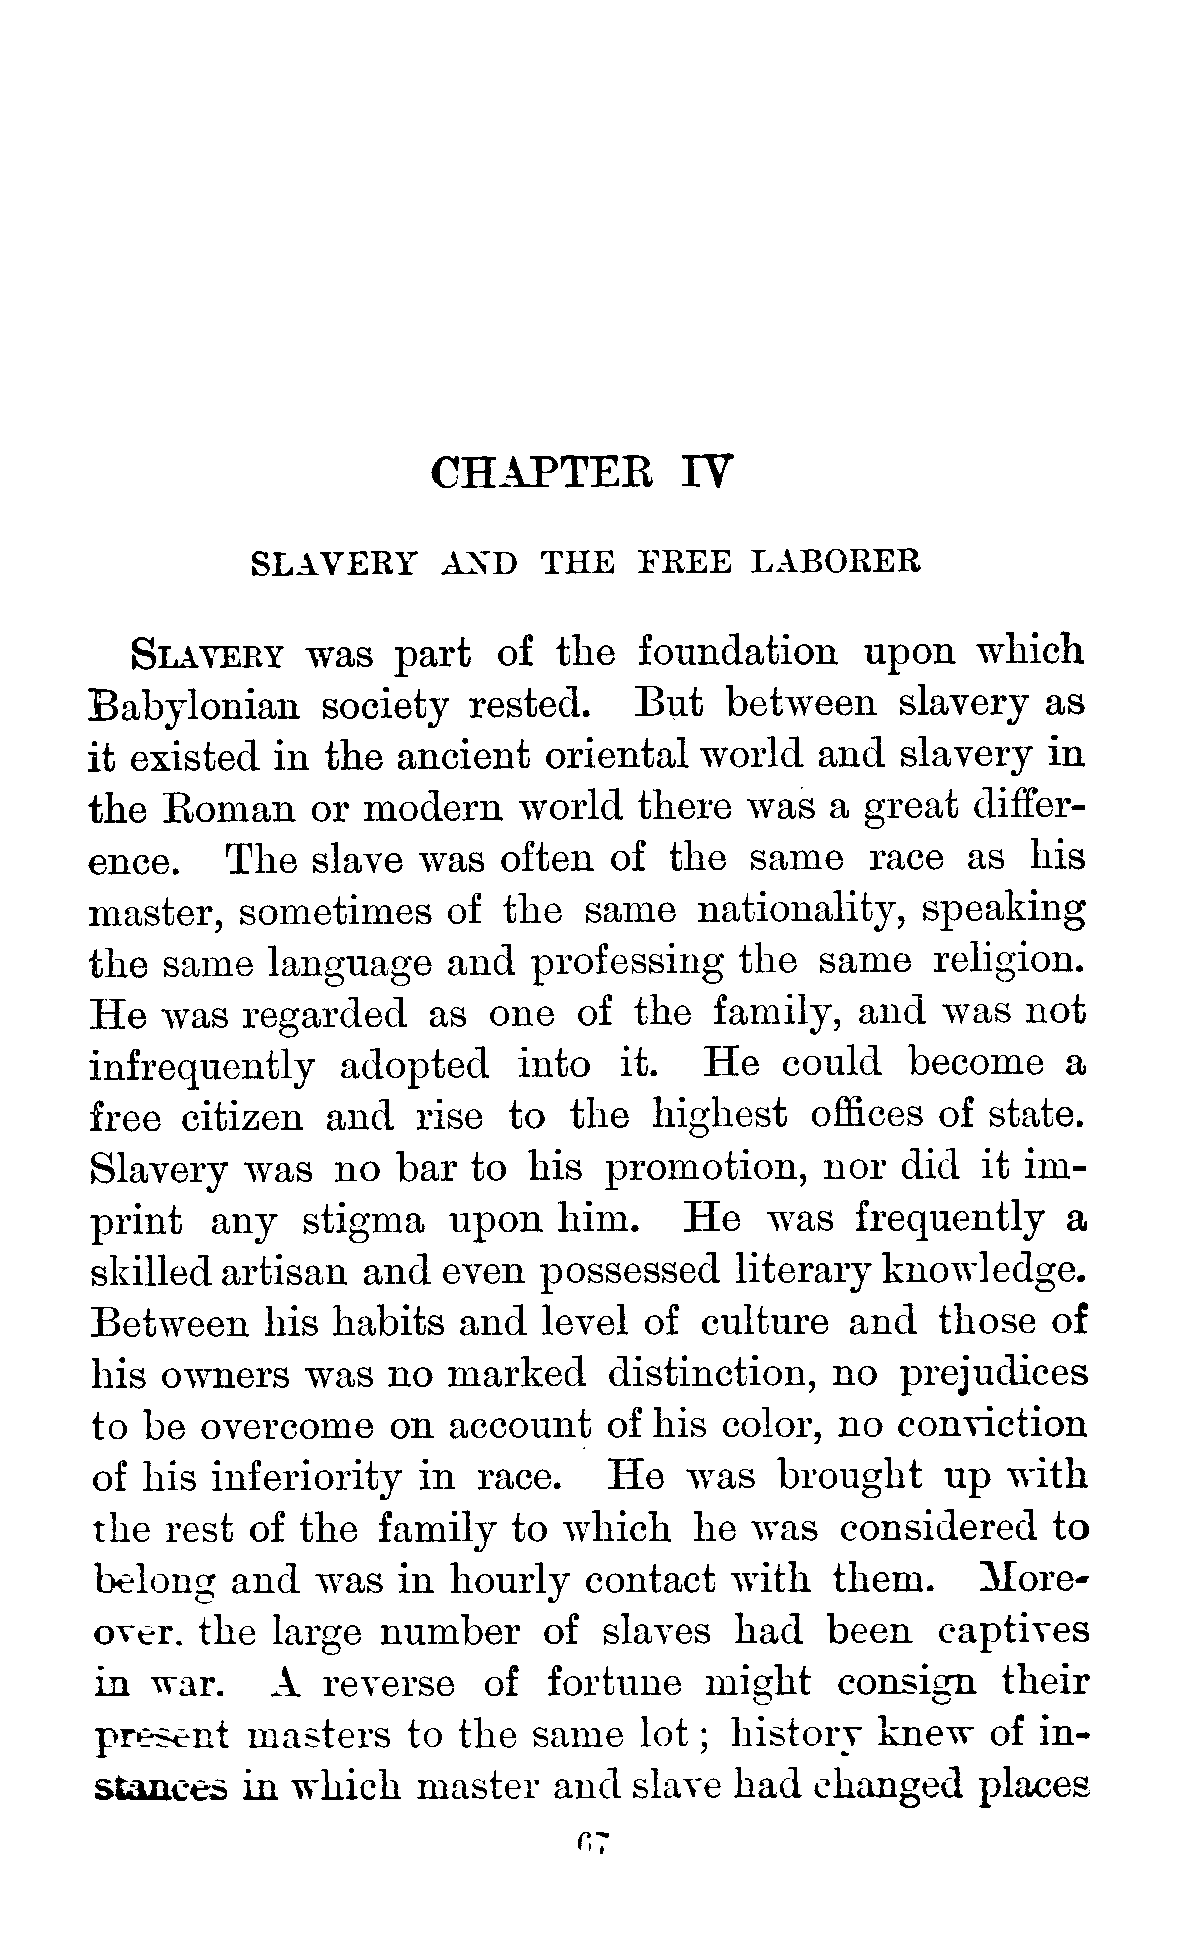 CHAPTER IV
SLAVERY AND THE FREE LABORER
SLAVERY was part of the foundation upon which
Babylonian society rested. But between slavery as
it existed in the ancient oriental world and slavery in
the Roman or modern world there was a great differ-
ence. The slave was often of the same race as his
master, sometimes of the same nationality, speaking
the same language and professing the same religion.
He was regarded as one of the family, and was not
infrequently adopted into it. He could become a
free citizen and rise to the highest offices of state.
Slavery was no bar to his promotion, nor did it im-
print any stigma upon him. He was frequently a
skilled artisan and even possessed literary knowledge.
Between his habits and level of culture and those of
his owners was no marked distinction, no prejudices
to be overcome on account of his color, no conviction
of his inferiority in race. He was brought up with
the rest of the family to which he was considered to
belong and was in hourly contact with them. More-
over. the large number of slaves had been captives
in war. A reverse of fortune might consign their
present masters to the same lot ; history knew of in-
stances in which master and slave had changed places
67